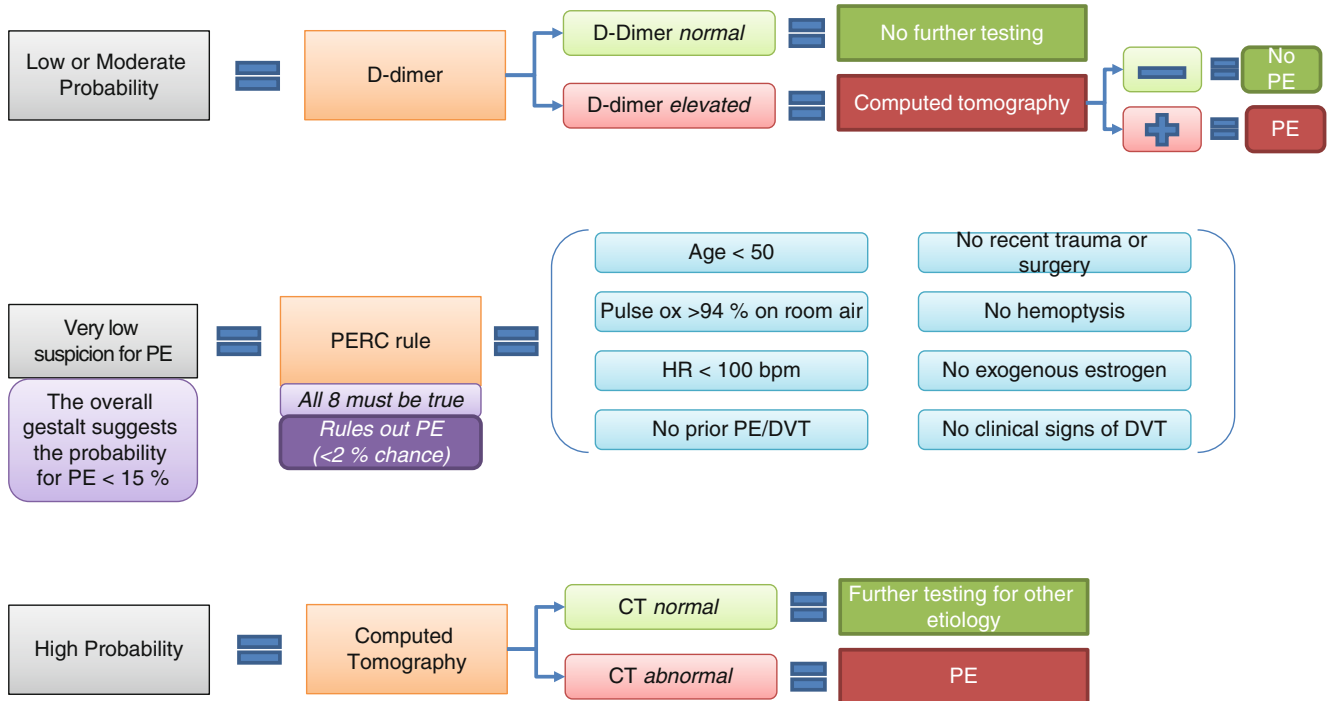 Low or Moderate
Probability
D-dimer
D-Dimer normal
No further testing
D-dimer elevated
Computed tomography
No
PE
PE
Very low
suspicion for PE
The overall
gestalt suggests
the probability
for PE < 15 %
PERC rule
All 8 must be true
Rules out PE
(<2 % chance)
Age < 50
No recent trauma or
surgery
Pulse ox >94 % on room air
No hemoptysis
HR < 100 bpm
No exogenous estrogen
No prior PE/DVT
No clinical signs of DVT
High Probability
Computed
Tomography
CT normal
Further testing for other
etiology
CT abnormal
PE